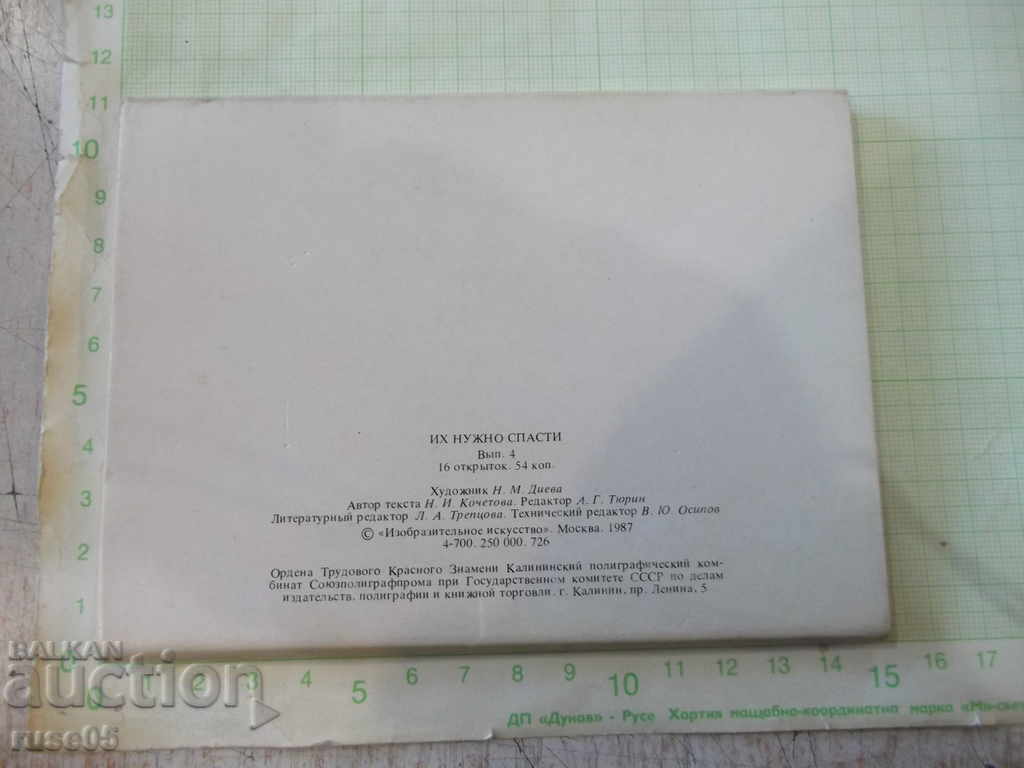 13
12
11
10
9
8
7
6
5
4
3
2
1
0
ИХ НУЖНО СПАСТИ
Вып. 4
16 открыток. 54 коп.
Художник Н. М. Диева
Автор текста Н. И. Кочетова. Редактор А. Г. Тюрин
Литературный редактор Л. А. Трепцова. Технический редактор В. Ю. Осипов
© «Изобразительное искусство». Москва. 1987
4-700. 250 000. 726
Ордена Трудового Красного Знамени Калининский полиграфический ком-
бинат Союзполиграфпрома при Государственном комитете СССР по делам
издательств, полиграфии и книжной торговли. г. Калинин, пр. Ленина, 5
0 2 3 4 5 6 7 8 9 10 11 12 13 14 15 16 17
ДП «Дунав» - Русе Хартия мащабно-координатна марка
BALKAN
auction
ruse05